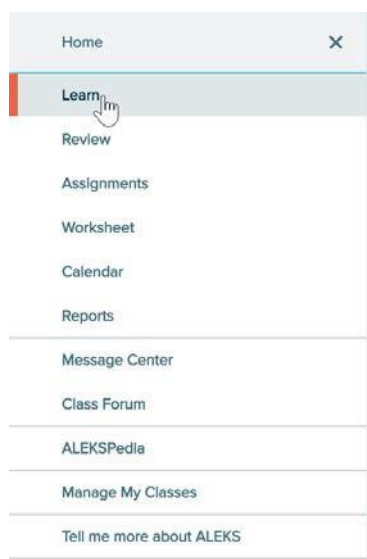 Home
Learn
Review
Assignments
Worksheet
Calendar
Reports
Message Center
Class Forum
ALEKSPedia
Manage My Classes
Tell me more about ALEKS